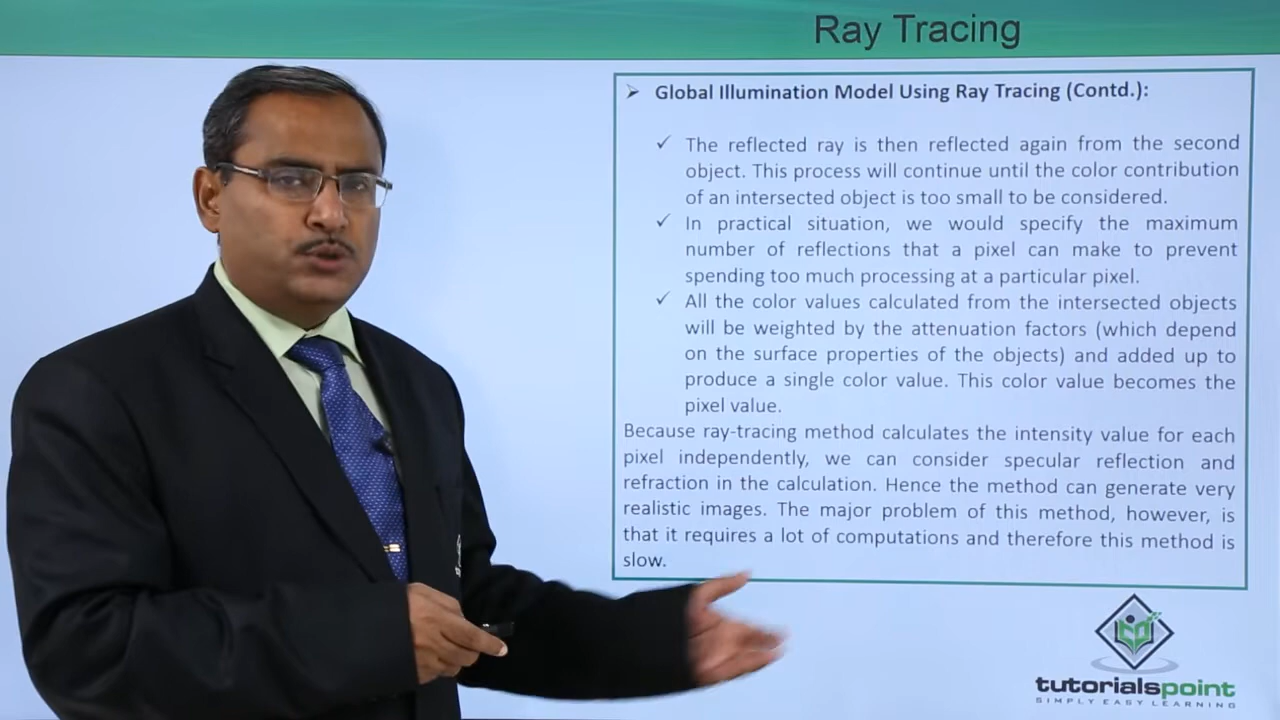 Ray Tracing
➢ Global Illumination Model Using Ray Tracing (Contd.):
✓ The reflected ray is then reflected again from the second
object. This process will continue until the color contribution
of an intersected object is too small to be considered.
✓ In practical situation, we would specify the maximum
number of reflections that a pixel can make to prevent
spending too much processing at a particular pixel.
✓ All the color values calculated from the intersected objects
will be weighted by the attenuation factors (which depend
on the surface properties of the objects) and added up to
produce a single color value. This color value becomes the
pixel value.
Because ray-tracing method calculates the intensity value for each
pixel independently, we can consider specular reflection and
refraction in the calculation. Hence the method can generate very
realistic images. The major problem of this method, however, is
that it requires a lot of computations and therefore this method is
slow.
tutorialspoint
SIMPLY EASY LEARNING